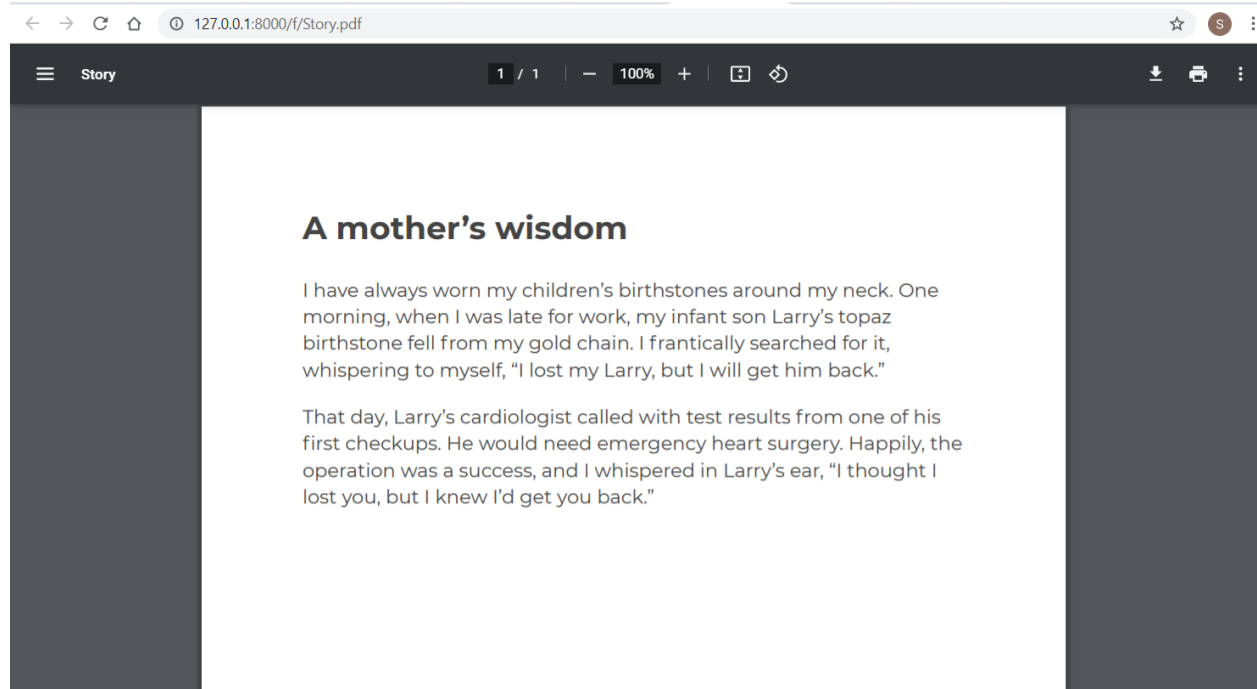 127.0.0.1:8000/f/Story.pdf
S
Story
1 / 1
100%
A mother’s wisdom
I have always worn my children’s birthstones around my neck. One
morning, when I was late for work, my infant son Larry’s topaz
birthstone fell from my gold chain. I frantically searched for it,
whispering to myself, “I lost my Larry, but I will get him back.”
That day, Larry’s cardiologist called with test results from one of his
first checkups. He would need emergency heart surgery. Happily, the
operation was a success, and I whispered in Larry’s ear, “I thought I
lost you, but I knew I’d get you back.”